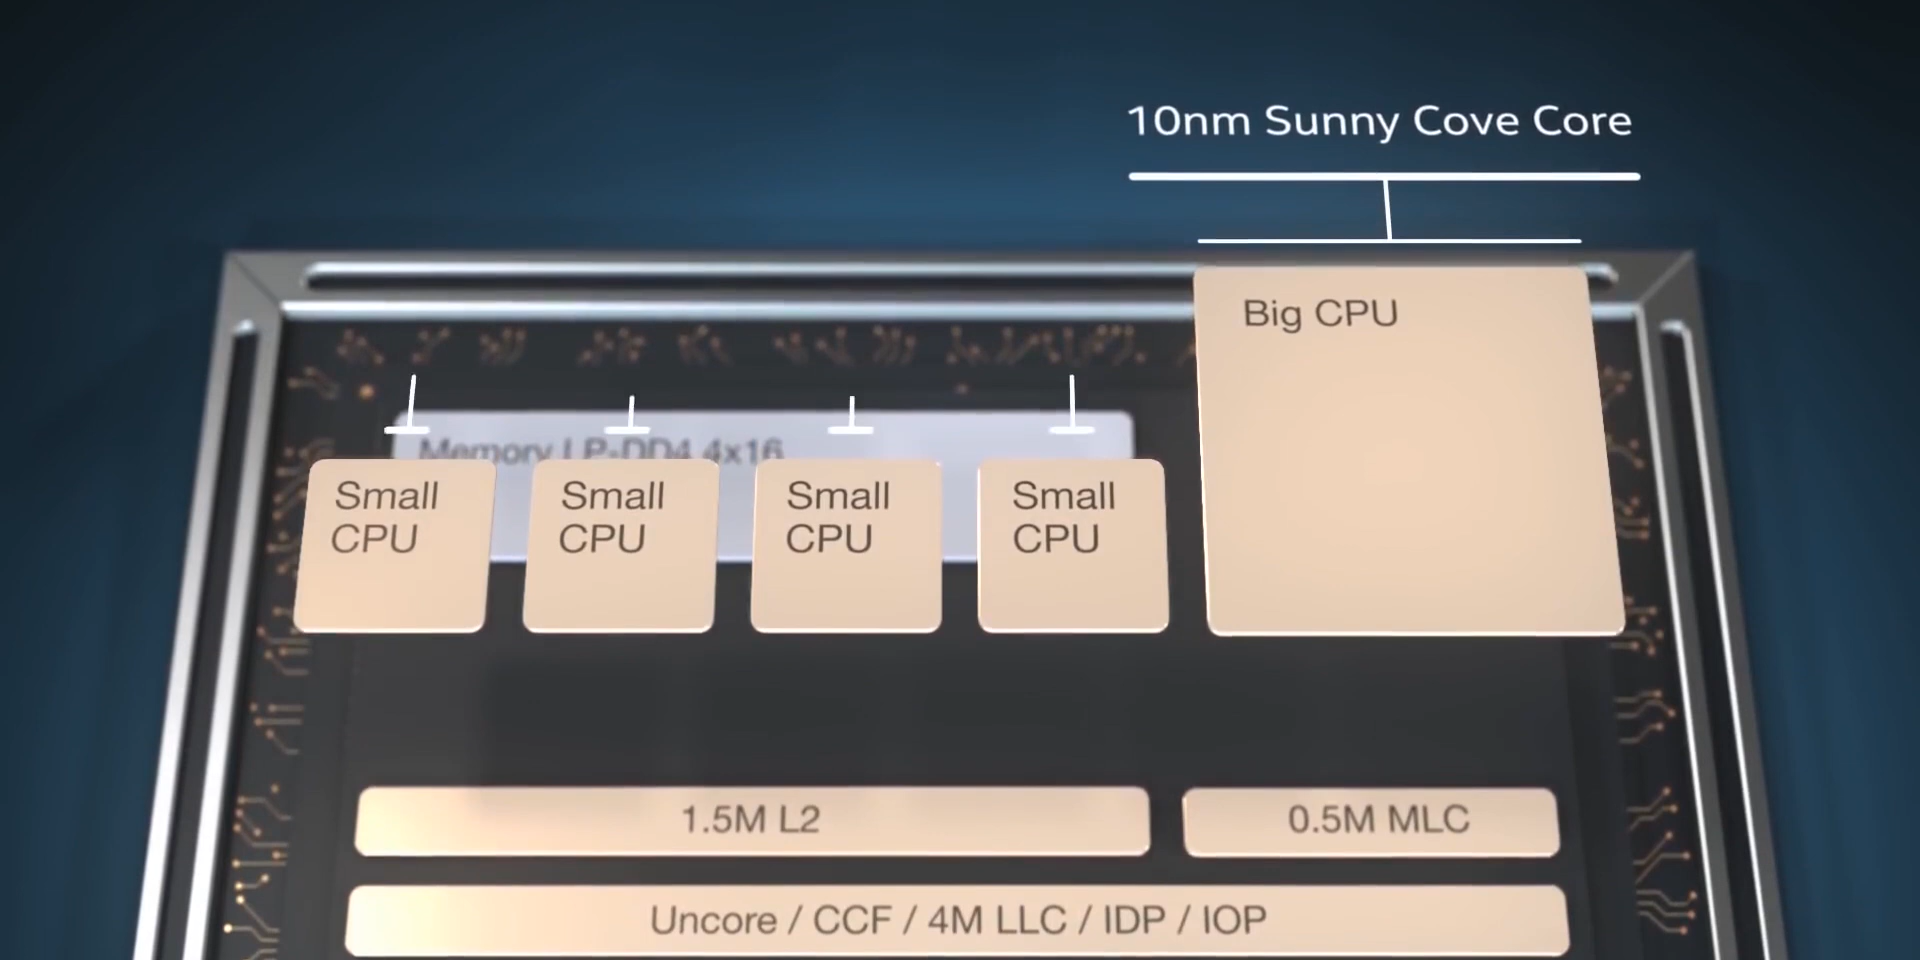 10nm Sunny Cove Core
Big CPU
Memory LP-DD4 4x16
Small
CPU
Small
CPU
Small
CPU
Small
CPU
1.5M L2
0.5M MLC
Uncore / CCF / 4M LLC / IDP / IOP